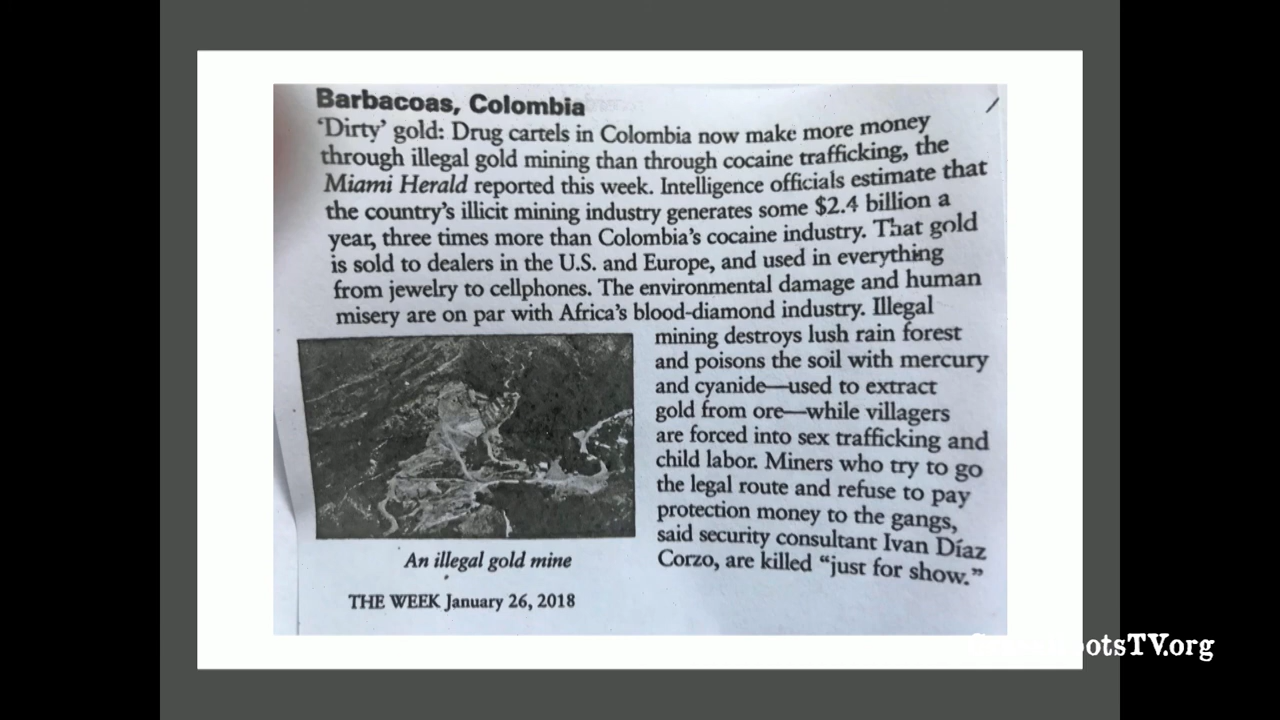 Barbacoas, Colombia
‘Dirty’ gold: Drug cartels in Colombia now make more money
through illegal gold mining than through cocaine trafficking, the
Miami Herald reported this week. Intelligence officials estimate that
the country’s illicit mining industry generates some $2.4 billion a
year, three times more than Colombia’s cocaine industry. That gold
is sold to dealers in the U.S. and Europe, and used in everything
from jewelry to cellphones. The environmental damage and human
misery are on par with Africa’s blood-diamond industry. Illegal
mining destroys lush rain forest
and poisons the soil with mercury
and cyanide—used to extract
gold from ore—while villagers
are forced into sex trafficking and
child labor. Miners who try to go
the legal route and refuse to pay
protection money to the gangs,
said security consultant Ivan Díaz
Corzo, are killed “just for show.”
An illegal gold mine
THE WEEK January 26, 2018